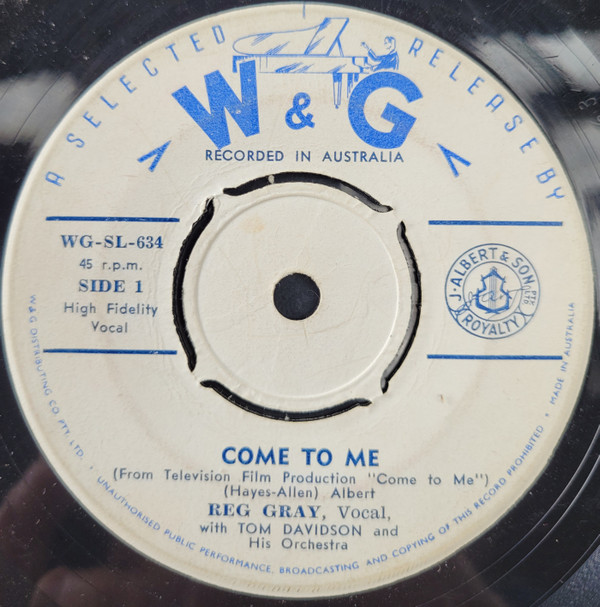 A SELECTED RELEASE BY
W & G
RECORDED IN AUSTRALIA
WG-SL-634
45 r.p.m.
SIDE 1
High Fidelity
Vocal
J. ALBERT & SON PTY LTD
ROYALTY
COME TO ME
(From Television Film Production "Come to Me")
(Hayes-Allen) Albert
REG GRAY, Vocal,
with TOM DAVIDSON and
His Orchestra
W&G DISTRIBUTING CO. PTY. LTD. • UNAUTHORISED PUBLIC PERFORMANCE, BROADCASTING AND COPYING OF THIS RECORD PROHIBITED • MADE IN AUSTRALIA